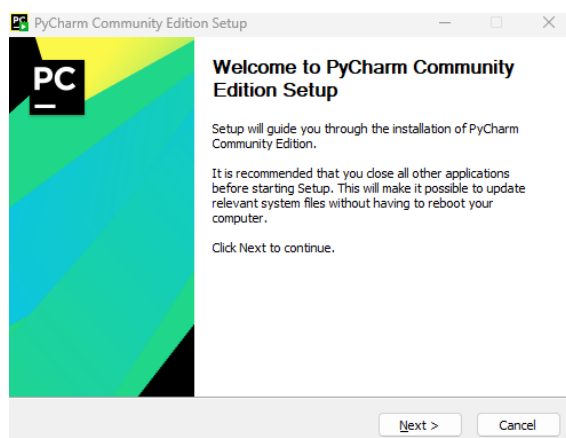 PyCharm Community Edition Setup
PC
Welcome to PyCharm Community
Edition Setup
Setup will guide you through the installation of PyCharm
Community Edition.
It is recommended that you close all other applications
before starting Setup. This will make it possible to update
relevant system files without having to reboot your
computer.
Click Next to continue.
Next >
Cancel